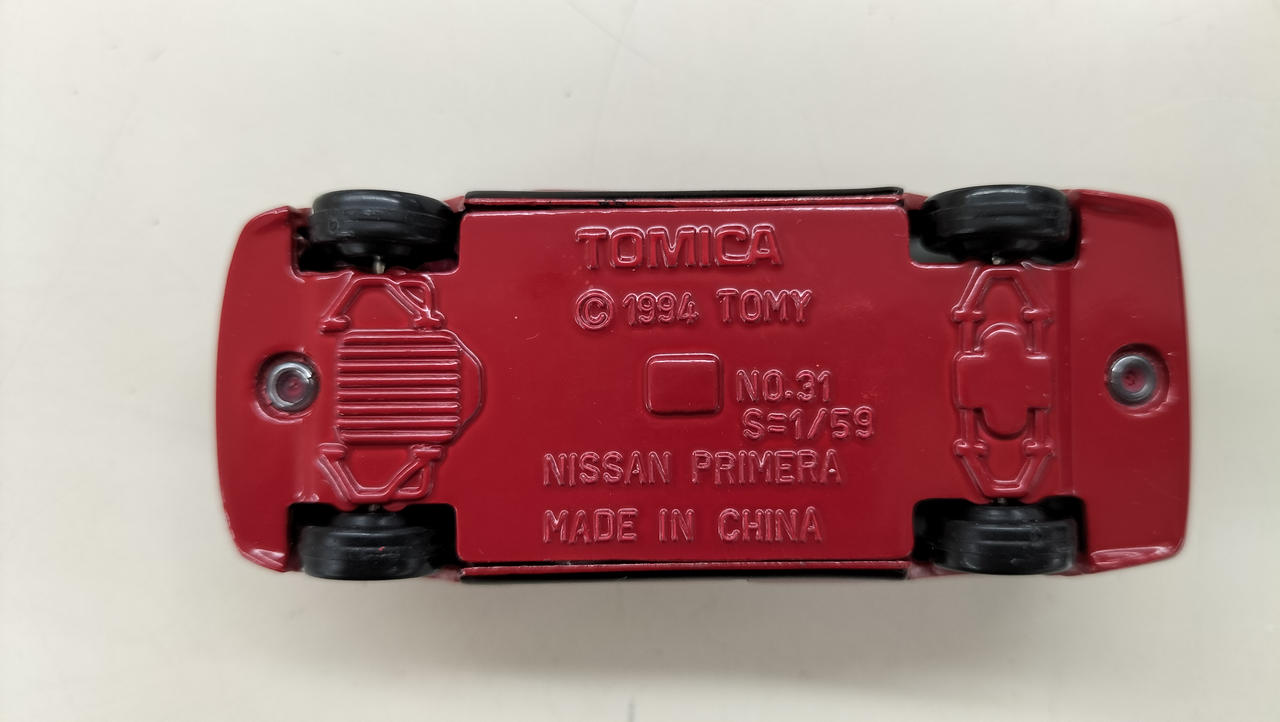 TOMICA
© 1994 TOMY
NO.31
S=1/59
NISSAN PRIMERA
MADE IN CHINA